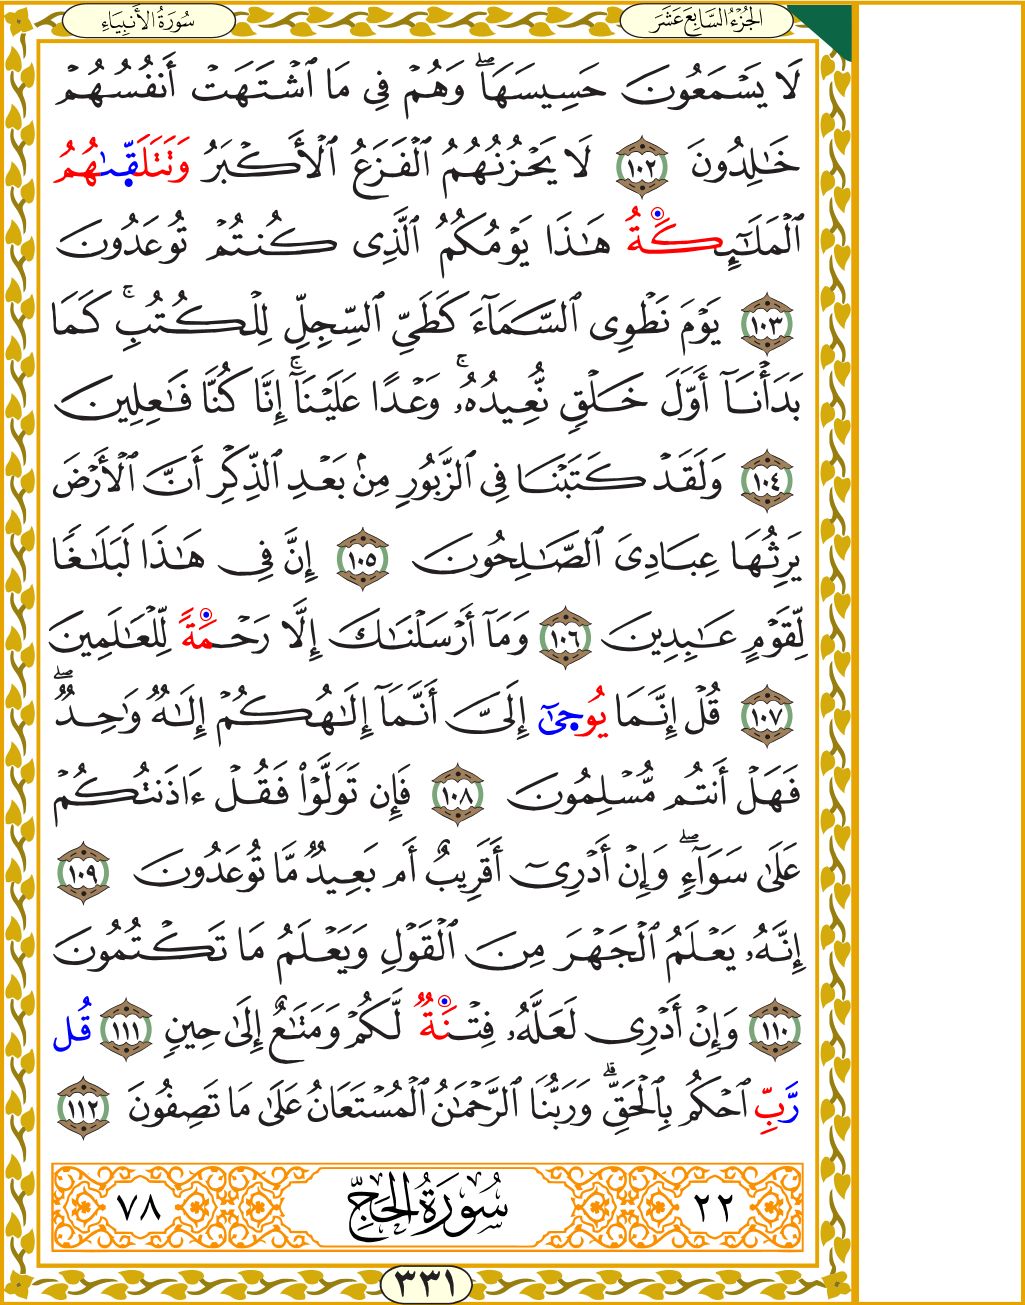 الجُزْءُ السَّابِعَ عَشَرَ
سُورَةُ الأَنبِيَاءِ
لَا يَسۡمَعُونَ حَسِيسَهَاۖ وَهُمۡ فِي مَا ٱشۡتَهَتۡ أَنفُسُهُمۡ
خَٰلِدُونَ ١٠٢ لَا يَحۡزُنُهُمُ ٱلۡفَزَعُ ٱلۡأَكۡبَرُ وَتَتَلَقَّىٰهُمُ
ٱلۡمَلَٰٓئِكَةُ هَٰذَا يَوۡمُكُمُ ٱلَّذِي كُنتُمۡ تُوعَدُونَ
١٠٣ يَوۡمَ نَطۡوِي ٱلسَّمَآءَ كَطَيِّ ٱلسِّجِلِّ لِلۡكُتُبِۚ كَمَا
بَدَأۡنَآ أَوَّلَ خَلۡقٖ نُّعِيدُهُۥۚ وَعۡدًا عَلَيۡنَآۚ إِنَّا كُنَّا فَٰعِلِينَ
١٠٤ وَلَقَدۡ كَتَبۡنَا فِي ٱلزَّبُورِ مِنۢ بَعۡدِ ٱلذِّكۡرِ أَنَّ ٱلۡأَرۡضَ
يَرِثُهَا عِبَادِيَ ٱلصَّٰلِحُونَ ١٠٥ إِنَّ فِي هَٰذَا لَبَلَٰغٗا
لِّقَوۡمٍ عَٰبِدِينَ ١٠٦ وَمَآ أَرۡسَلۡنَٰكَ إِلَّا رَحۡمَةٗ لِّلۡعَٰلَمِينَ
١٠٧ قُلۡ إِنَّمَا يُوحَىٰٓ إِلَيَّ أَنَّمَآ إِلَٰهُكُمۡ إِلَٰهٞ وَٰحِدٞۖ
فَهَلۡ أَنتُم مُّسۡلِمُونَ ١٠٨ فَإِن تَوَلَّوۡاْ فَقُلۡ ءَاذَنتُكُمۡ
عَلَىٰ سَوَآءٖۖ وَإِنۡ أَدۡرِيٓ أَقَرِيبٌ أَم بَعِيدٞ مَّا تُوعَدُونَ ١٠٩
إِنَّهُۥ يَعۡلَمُ ٱلۡجَهۡرَ مِنَ ٱلۡقَوۡلِ وَيَعۡلَمُ مَا تَكۡتُمُونَ
١١٠ وَإِنۡ أَدۡرِي لَعَلَّهُۥ فِتۡنَةٞ لَّكُمۡ وَمَتَٰعٌ إِلَىٰ حِينٖ ١١١ قُل
رَّبِّ ٱحۡكُم بِٱلۡحَقِّۗ وَرَبُّنَا ٱلرَّحۡمَٰنُ ٱلۡمُسۡتَعَانُ عَلَىٰ مَا تَصِفُونَ ١١٢
٢٢ سُورَةُ الحَجِّ ٧٨
٣٣١